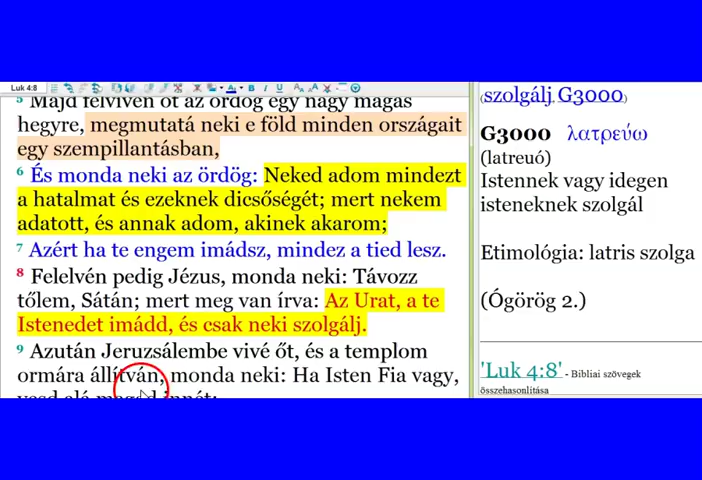 Luk 4:8
5 Majd felvivén őt az ördög egy nagy magas
hegyre, megmutatá neki e föld minden országait
egy szempillantásban,
6 És monda neki az ördög: Neked adom mindezt
a hatalmat és ezeknek dicsőségét; mert nekem
adatott, és annak adom, akinek akarom;
7 Azért ha te engem imádsz, mindez a tied lesz.
8 Felelvén pedig Jézus, monda neki: Távozz
tőlem, Sátán; mert meg van írva: Az Urat, a te
Istenedet imádd, és csak neki szolgálj.
9 Azután Jeruzsálembe vivé őt, és a templom
ormára állítván, monda neki: Ha Isten Fia vagy,
(szolgálj, G3000)
G3000 λατρεύω
(latreuó)
Istennek vagy idegen
isteneknek szolgál
Etimológia: latris szolga
(Ógörög 2.)
'Luk 4:8' - Bibliai szövegek
összehasonlítása